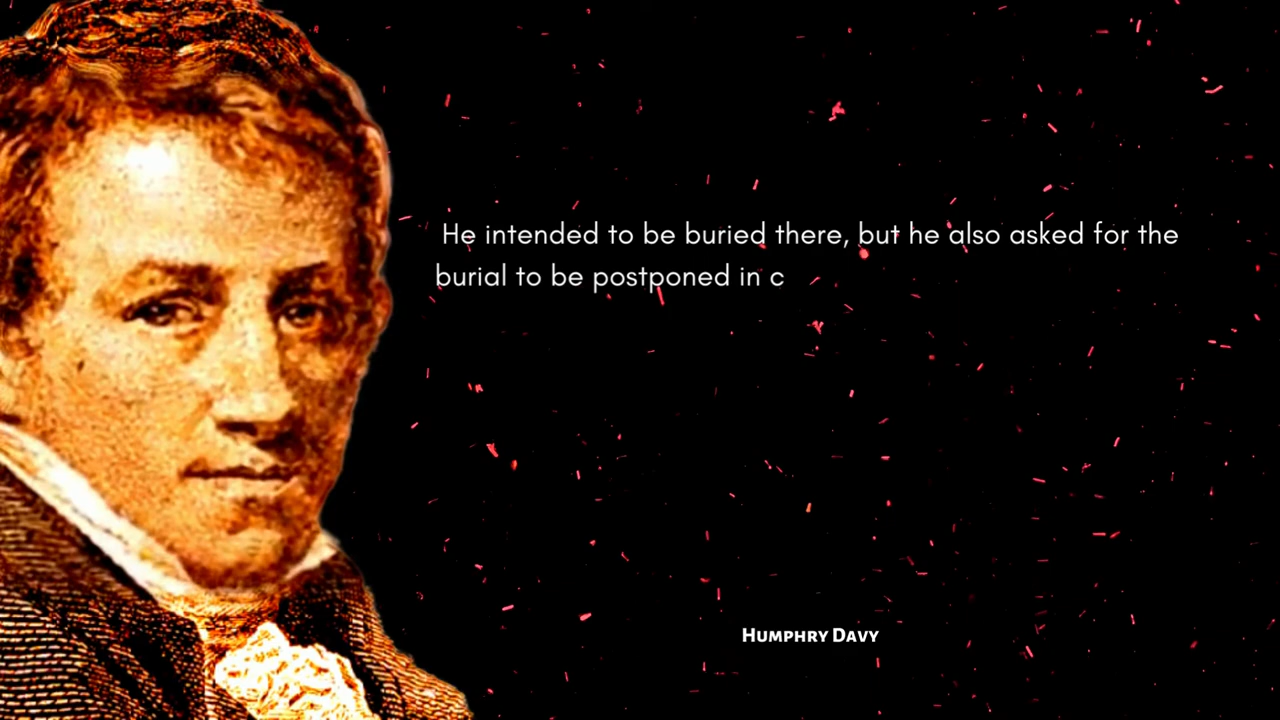 He intended to be buried there, but he also asked for the
burial to be postponed in c
Humphry Davy